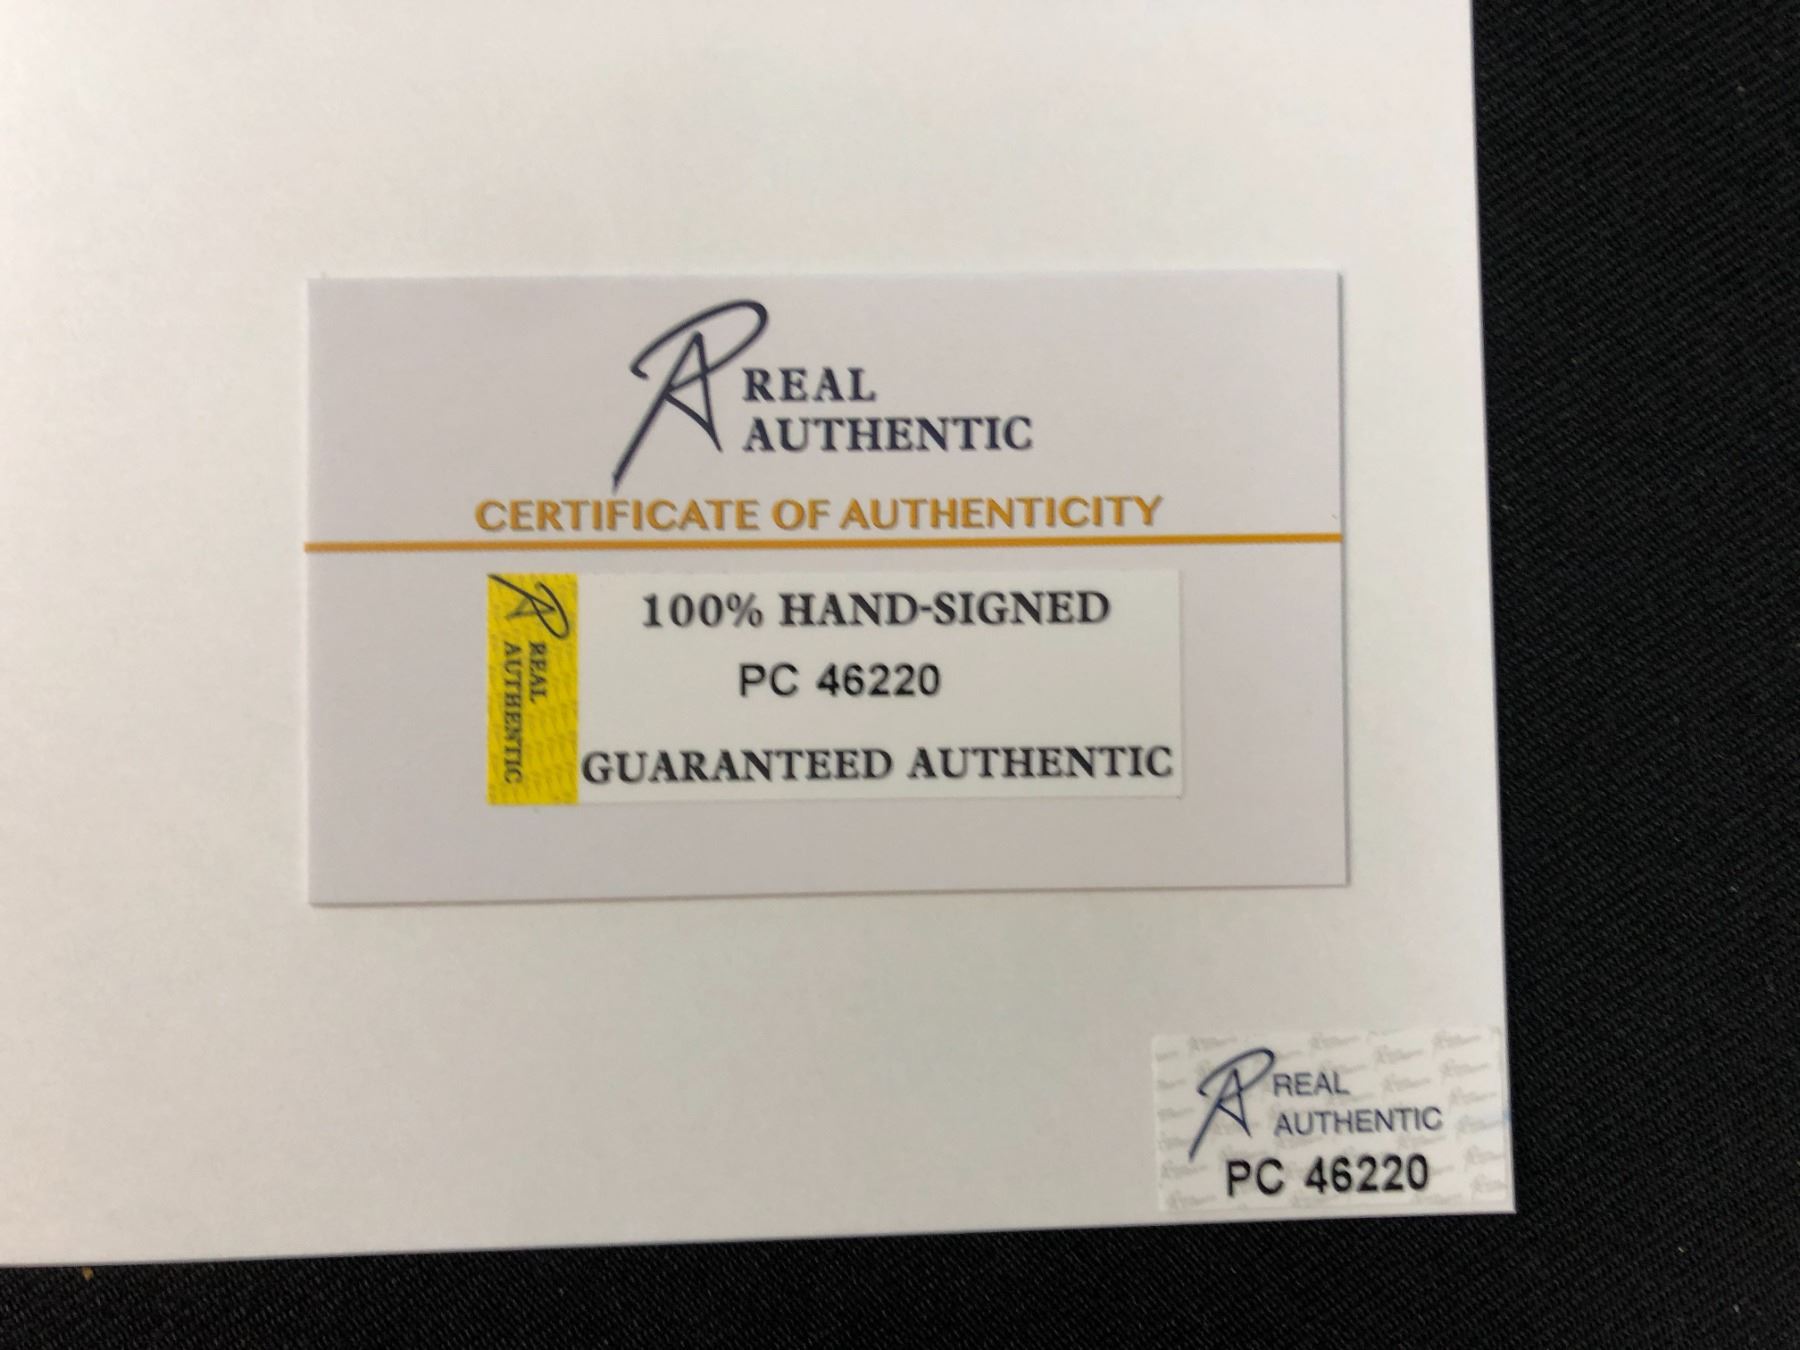 REAL
AUTHENTIC
CERTIFICATE OF AUTHENTICITY
REAL
AUTHENTIC
100% HAND-SIGNED
PC 46220
GUARANTEED AUTHENTIC
REAL
AUTHENTIC
PC 46220